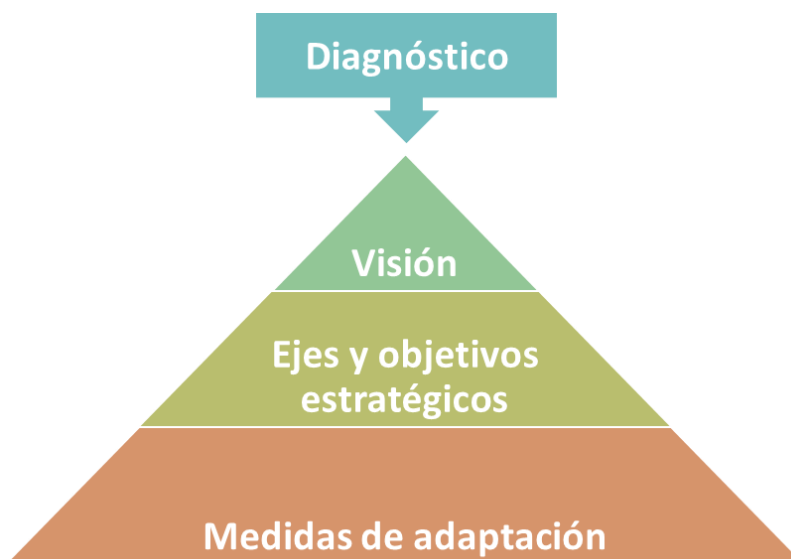 Diagnóstico
Visión
Ejes y objetivos
estratégicos
Medidas de adaptación